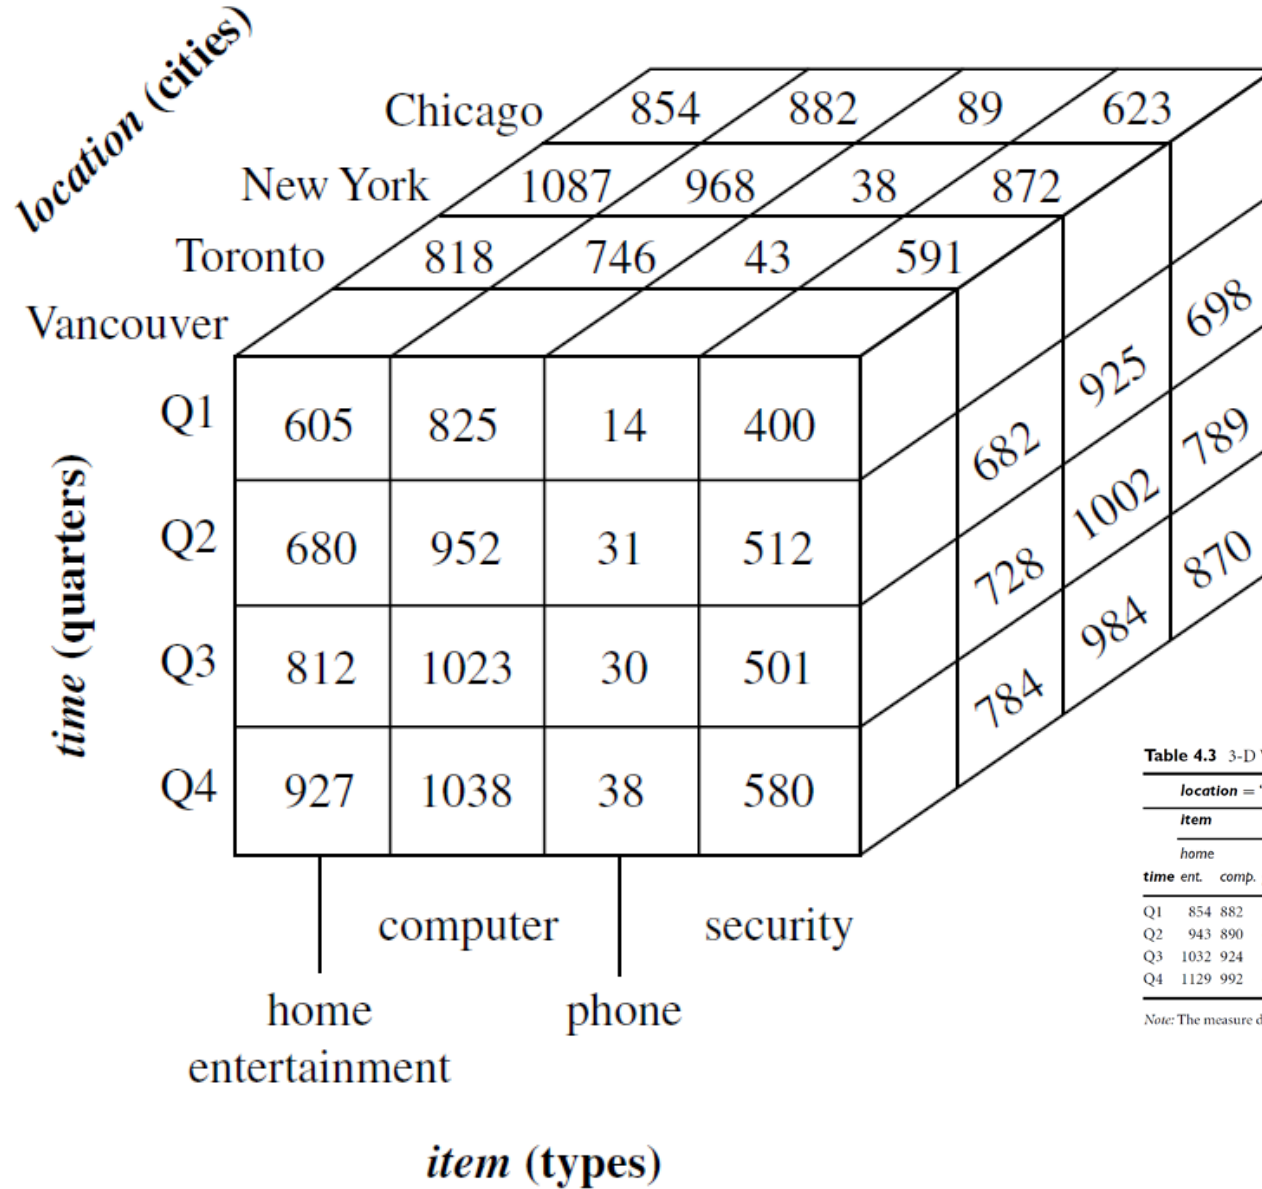 location (cities)
Chicago 854 882 89 623
New York 1087 968 38 872
Toronto 818 746 43 591
Vancouver
Q1 605 825 14 400
Q2 680 952 31 512
Q3 812 1023 30 501
Q4 927 1038 38 580
682 925 698
728 1002 789
784 984 870
time (quarters)
computer security
home phone
entertainment
item (types)
Table 4.3 3-D
location =
item
home
time ent. comp.
Q1 854 882
Q2 943 890
Q3 1032 924
Q4 1129 992
Note: The measure d